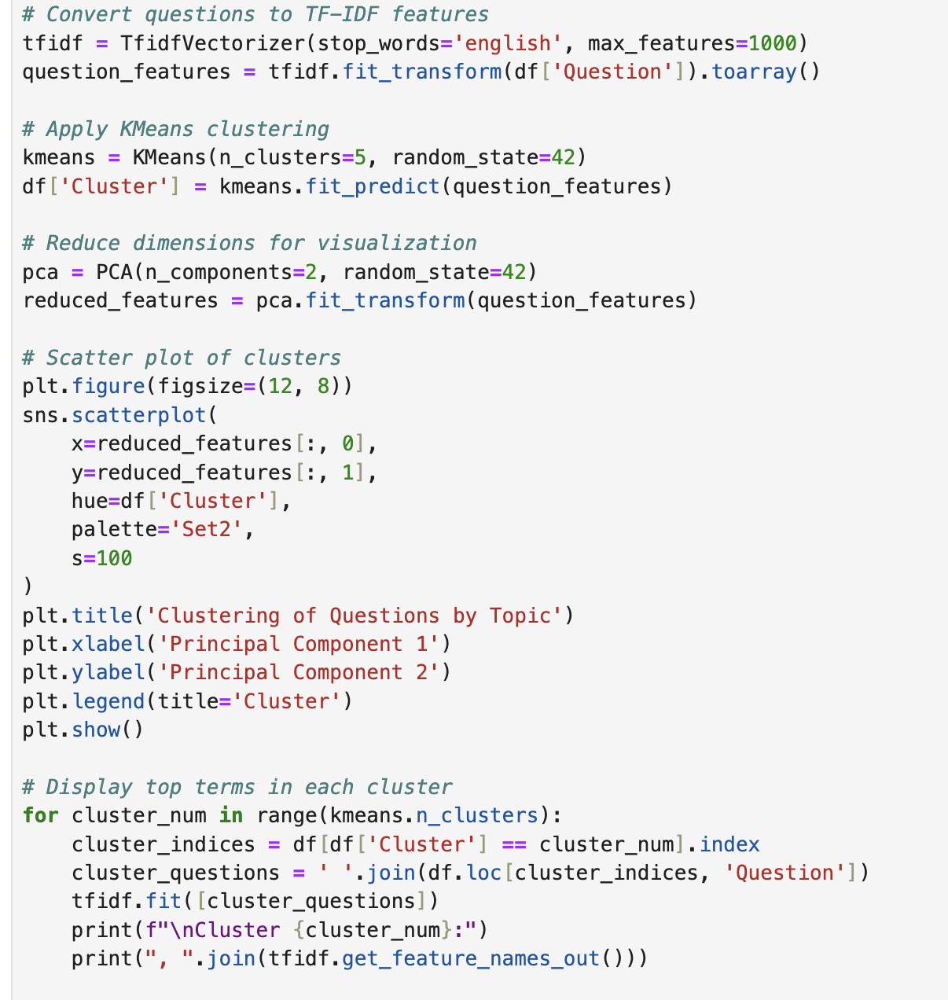 # Convert questions to TF-IDF features
tfidf = TfidfVectorizer(stop_words='english', max_features=1000)
question_features = tfidf.fit_transform(df['Question']).toarray()

# Apply KMeans clustering
kmeans = KMeans(n_clusters=5, random_state=42)
df['Cluster'] = kmeans.fit_predict(question_features)

# Reduce dimensions for visualization
pca = PCA(n_components=2, random_state=42)
reduced_features = pca.fit_transform(question_features)

# Scatter plot of clusters
plt.figure(figsize=(12, 8))
sns.scatterplot(
    x=reduced_features[:, 0],
    y=reduced_features[:, 1],
    hue=df['Cluster'],
    palette='Set2',
    s=100
)
plt.title('Clustering of Questions by Topic')
plt.xlabel('Principal Component 1')
plt.ylabel('Principal Component 2')
plt.legend(title='Cluster')
plt.show()

# Display top terms in each cluster
for cluster_num in range(kmeans.n_clusters):
    cluster_indices = df[df['Cluster'] == cluster_num].index
    cluster_questions = ' '.join(df.loc[cluster_indices, 'Question'])
    tfidf.fit([cluster_questions])
    print(f"\nCluster {cluster_num}:")
    print(", ".join(tfidf.get_feature_names_out()))